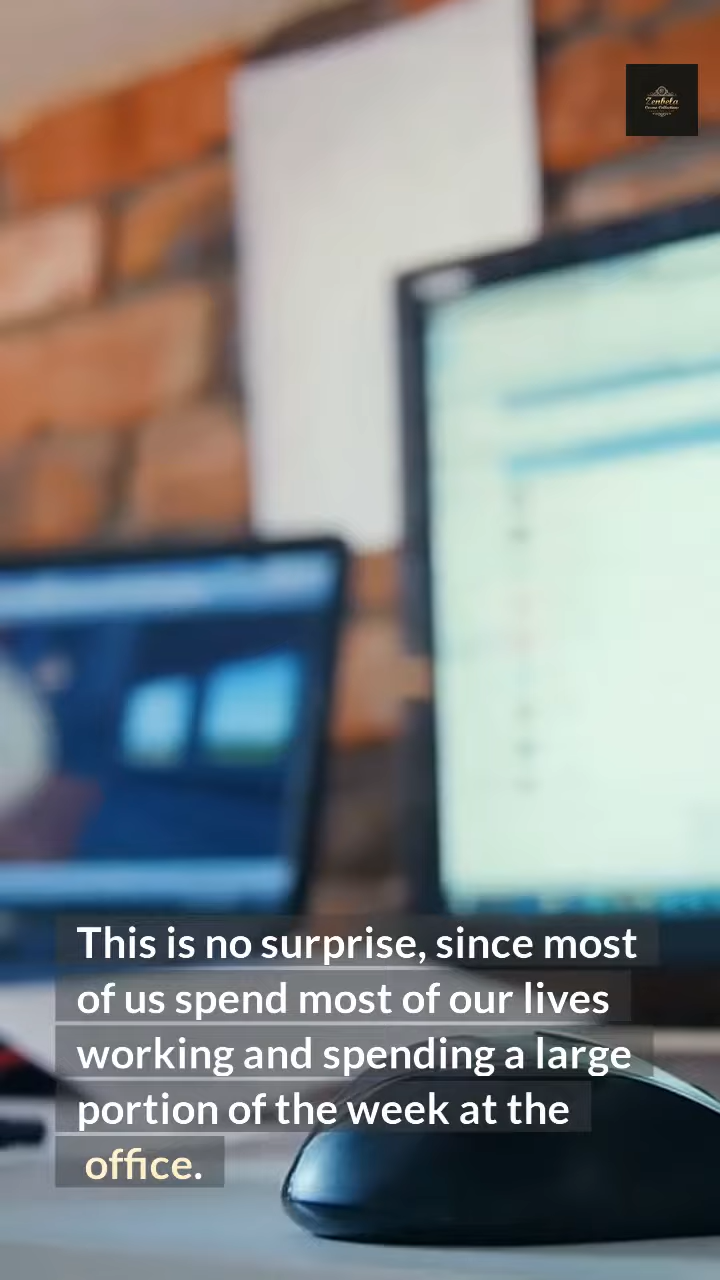 Zenbela
This is no surprise, since most
of us spend most of our lives
working and spending a large
portion of the week at the
office.